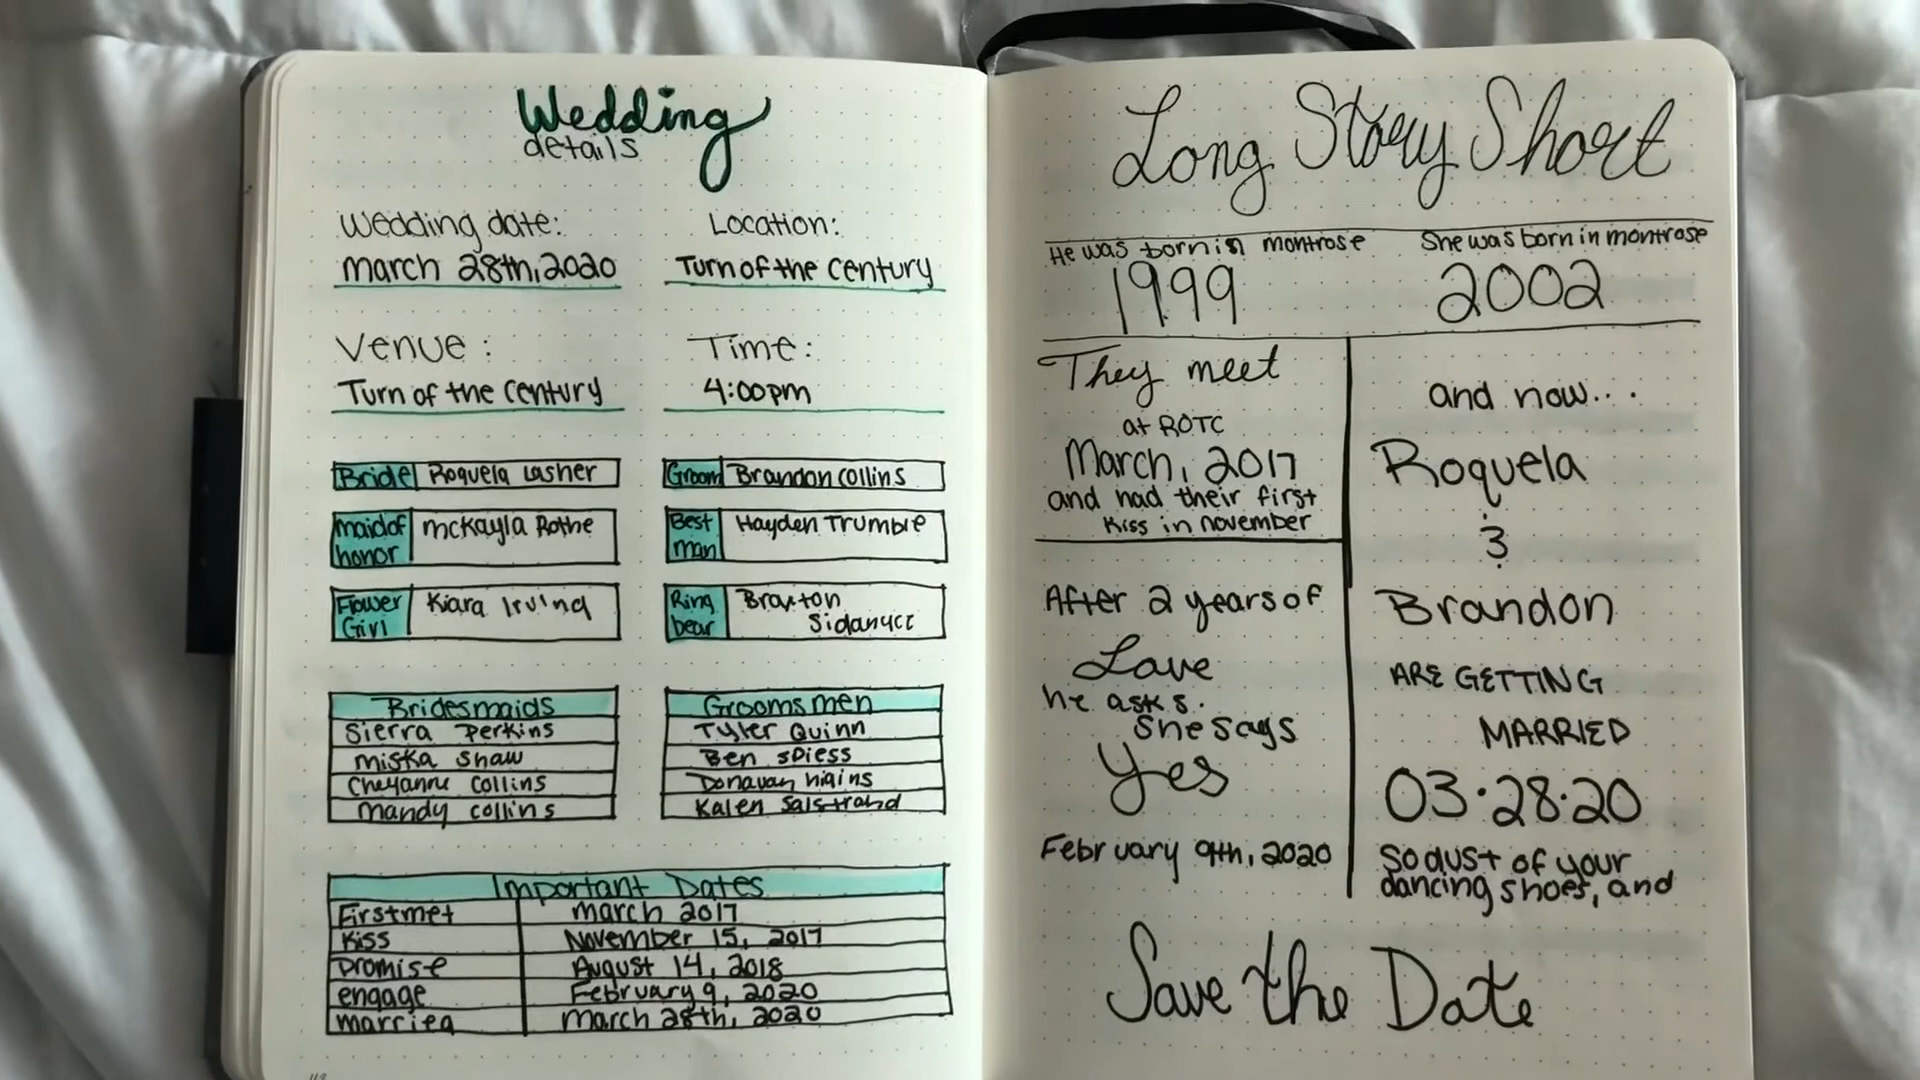 Wedding
details
Wedding date:
March 28th, 2020
Location:
Turn of the Century
Venue:
Turn of the Century
Time:
4:00pm
Bride Roquela Lasher
Groom Brandon Collins
maid of honor
McKayla Rothe
Best man
Hayden Trumble
Flower Girl
Kiara Irving
Ring bear
Braxton
Bridesmaids
Sierra Perkins
Miska Shaw
Cheyanne Collins
Mandy Collins
Groomsmen
Tyler Quinn
Ben Spiess
Donavan Higins
Kalen Salstrand
Important Dates
First met March 2017
Kiss November 15, 2017
promise August 14, 2018
engage February 9, 2020
married March 28th, 2020
Long Story Short
He was born in montrose
1999
She was born in montrose
2002
They meet
at ROTC
March, 2017
and had their first
kiss in november
After 2 years of
Love
he asks.
She says
Yes
February 9th, 2020
and now...
Roquela
&
Brandon
ARE GETTING
MARRIED
03.28.20
So dust of your
dancing shoes, and
Save the Date